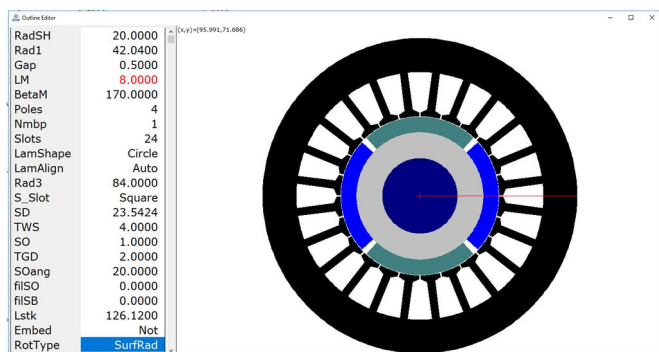 Outline Editor
(x,y)=(95.991,71.686)
RadSH 20.0000
Rad1 42.0400
Gap 0.5000
LM 8.0000
BetaM 170.0000
Poles 4
Nmbp 1
Slots 24
LamShape Circle
LamAlign Auto
Rad3 84.0000
S_Slot Square
SD 23.5424
TWS 4.0000
SO 1.0000
TGD 2.0000
SOang 20.0000
filSO 0.0000
filSB 0.0000
Lstk 126.1200
Embed Not
RotType SurfRad